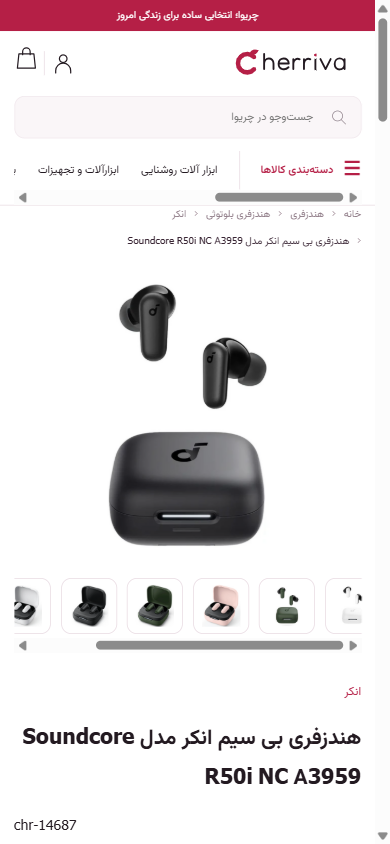 چریوا؛ انتخابی ساده برای زندگی امروز
Cherriva
جست‌وجو در چریوا
دسته‌بندی کالاها
ابزار آلات روشنایی
ابزارآلات و تجهیزات
خانه › هندزفری › هندزفری بلوتوثی › انکر
› هندزفری بی سیم انکر مدل Soundcore R50i NC A3959
انکر
هندزفری بی سیم انکر مدل Soundcore
R50i NC A3959
chr-14687